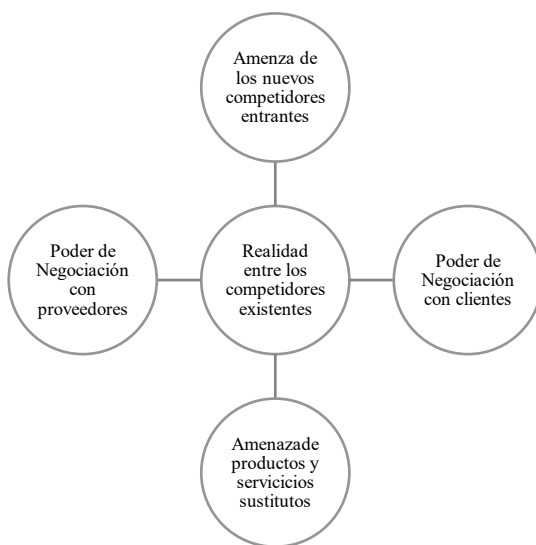 Amenza de
los nuevos
competidores
entrantes
Poder de
Negociación
con
proveedores
Realidad
entre los
competidores
existentes
Poder de
Negociación
con clientes
Amenazade
productos y
servicicios
sustitutos